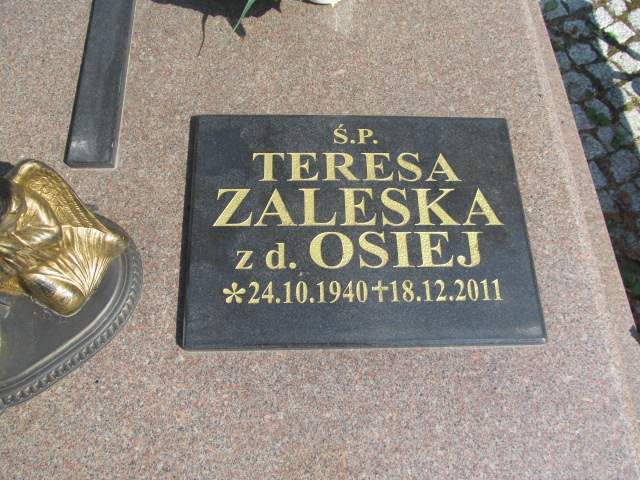 Ś.P.
TERESA
ZALESKA
z d. OSIEJ
*24.10.1940 ✝18.12.2011